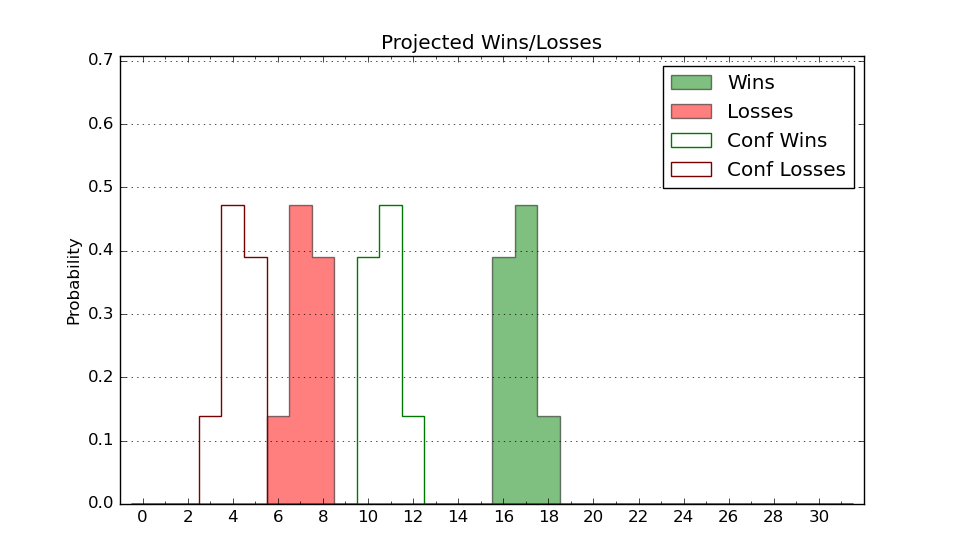 Projected Wins/Losses
0.7
0.6
0.5
0.4
0.3
0.2
0.1
0.0
Probability
Wins
Losses
Conf Wins
Conf Losses
0 2 4 6 8 10 12 14 16 18 20 22 24 26 28 30